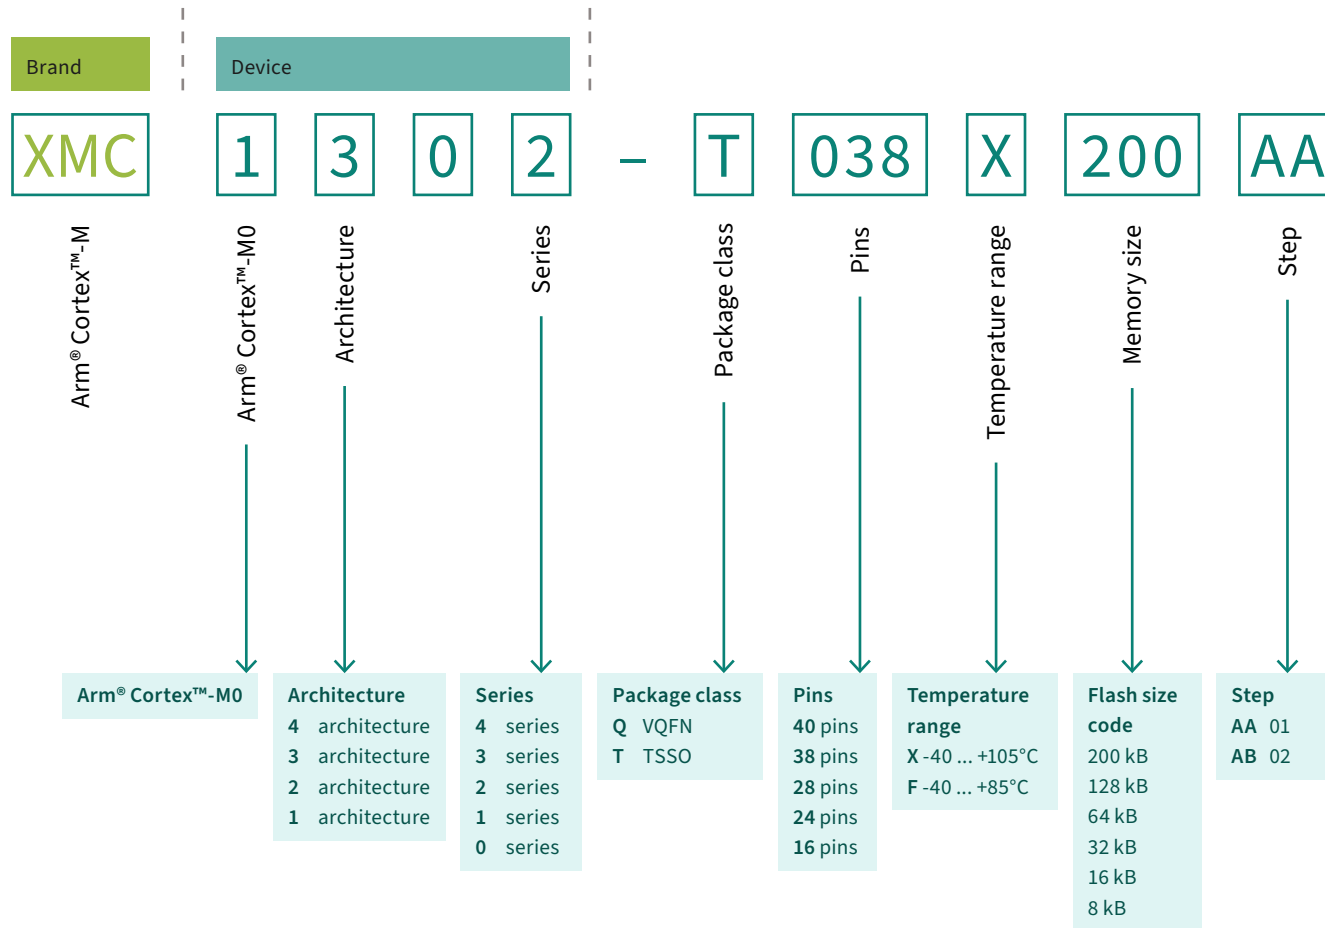 Brand
Device
XMC 1 3 0 2 – T 038 X 200 AA
Arm® Cortex™-M
Arm® Cortex™-M0
Architecture
Series
Package class
Pins
Temperature range
Memory size
Step
Arm® Cortex™-M0
Architecture
4 architecture
3 architecture
2 architecture
1 architecture
Series
4 series
3 series
2 series
1 series
0 series
Package class
Q VQFN
T TSSO
Pins
40 pins
38 pins
28 pins
24 pins
16 pins
Temperature
range
X -40 ... +105°C
F -40 ... +85°C
Flash size
code
200 kB
128 kB
64 kB
32 kB
16 kB
8 kB
Step
AA 01
AB 02